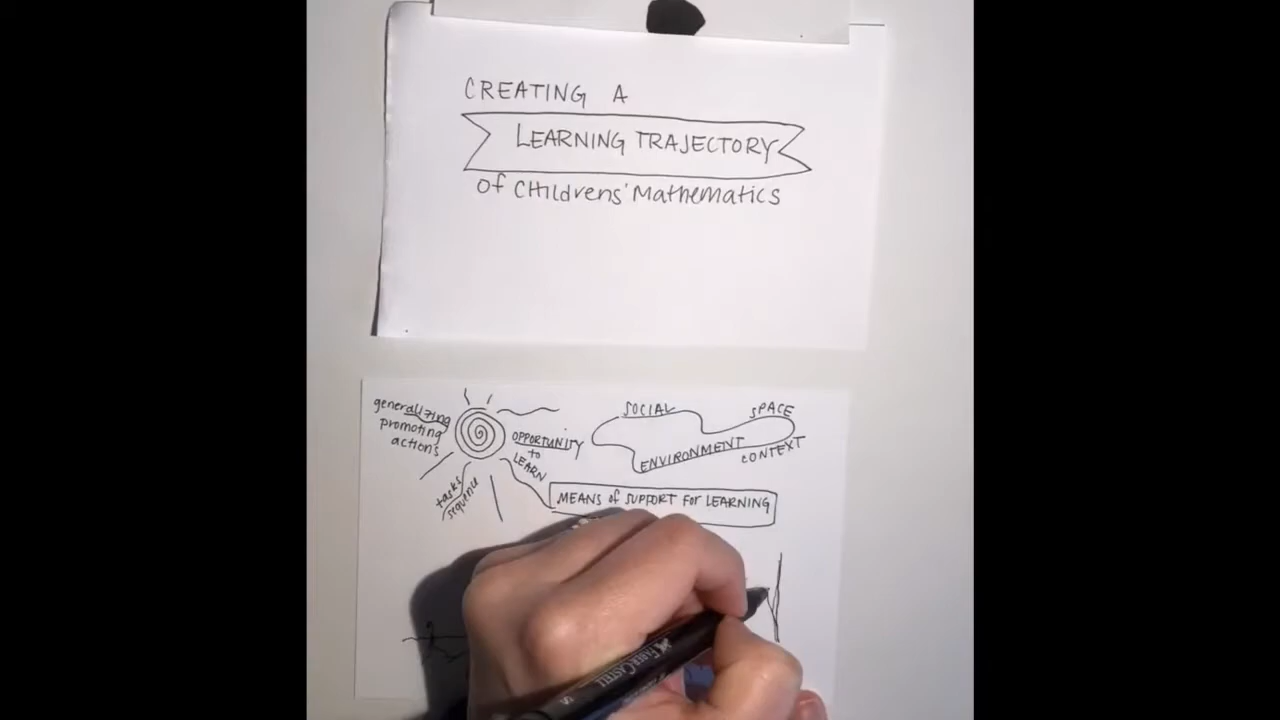 CREATING A
LEARNING TRAJECTORY
of CHildrens' Mathematics
generalizing
promoting
actions
OPPORTUNITY
to
LEARN
tasks
sequence
SOCIAL
SPACE
ENVIRONMENT
CONTEXT
MEANS of SUPPORT FOR LEARNING
FABER-CASTELL
S